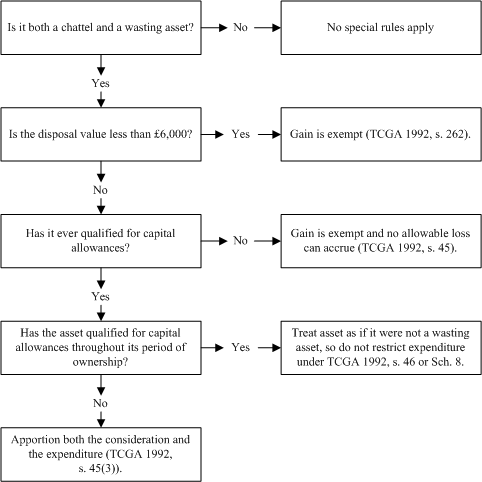 Is it both a chattel and a wasting asset?
No
No special rules apply
Yes
Is the disposal value less than £6,000?
Yes
Gain is exempt (TCGA 1992, s. 262).
No
Has it ever qualified for capital
allowances?
No
Gain is exempt and no allowable loss
can accrue (TCGA 1992, s. 45).
Yes
Has the asset qualified for capital
allowances throughout its period of
ownership?
Yes
Treat asset as if it were not a wasting
asset, so do not restrict expenditure
under TCGA 1992, s. 46 or Sch. 8.
No
Apportion both the consideration and
the expenditure (TCGA 1992,
s. 45(3)).